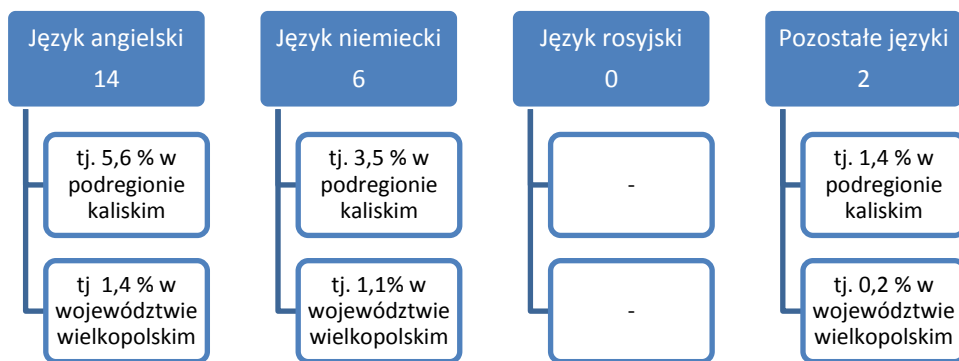 Język angielski
14
tj. 5,6 % w
podregionie
kaliskim
tj 1,4 % w
województwie
wielkopolskim
Język niemiecki
6
tj. 3,5 % w
podregionie
kaliskim
tj. 1,1% w
województwie
wielkopolskim
Język rosyjski
0
-
-
Pozostałe języki
2
tj. 1,4 % w
podregionie
kaliskim
tj. 0,2 % w
województwie
wielkopolskim